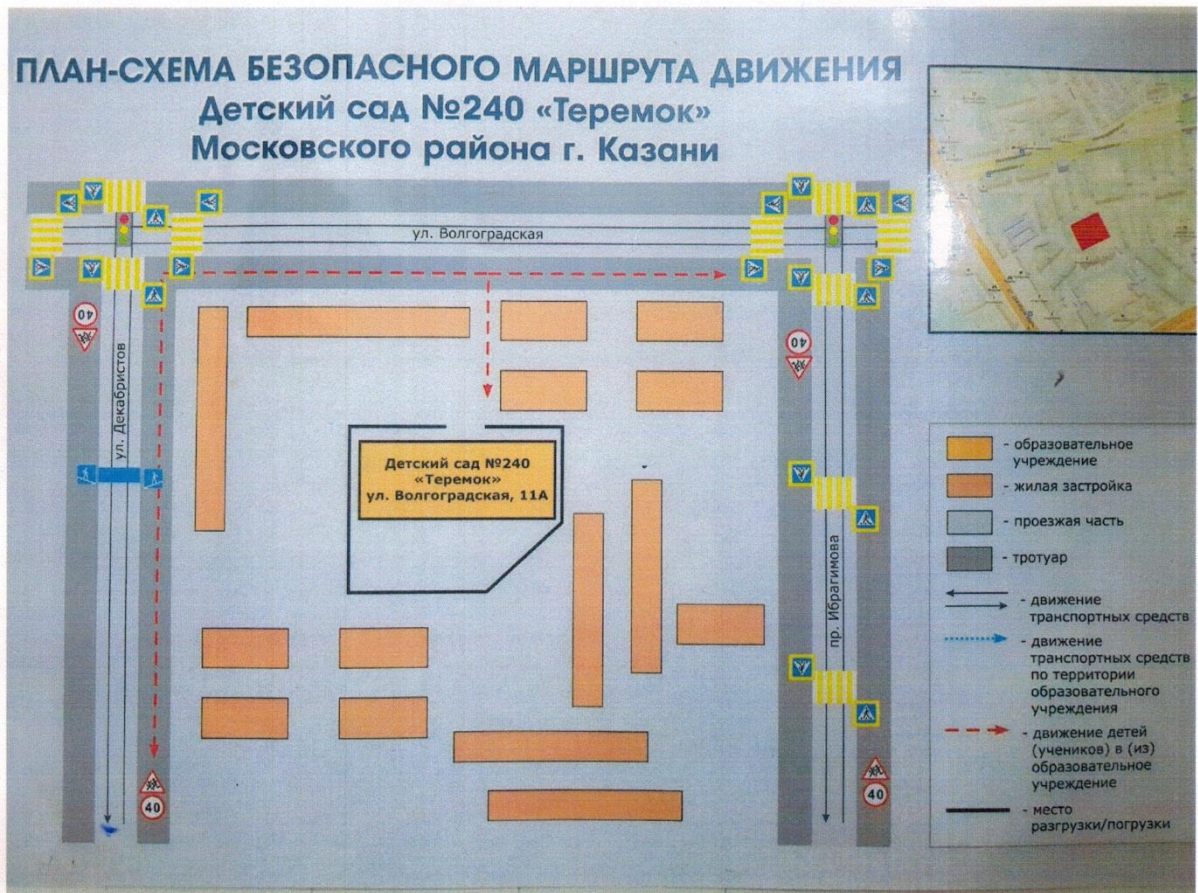 ПЛАН-СХЕМА БЕЗОПАСНОГО МАРШРУТА ДВИЖЕНИЯ
Детский сад №240 «Теремок»
Московского района г. Казани
ул. Волгоградская
40
40
ул. Декабристов
Детский сад №240
«Теремок»
ул. Волгоградская, 11А
пр. Ибрагимова
40
40
- образовательное
учреждение
- жилая застройка
- проезжая часть
- тротуар
- движение
транспортных средств
- движение
транспортных средств
по территории
образовательного
учреждения
- движение детей
(учеников) в (из)
образовательное
учреждение
- место
разгрузки/погрузки